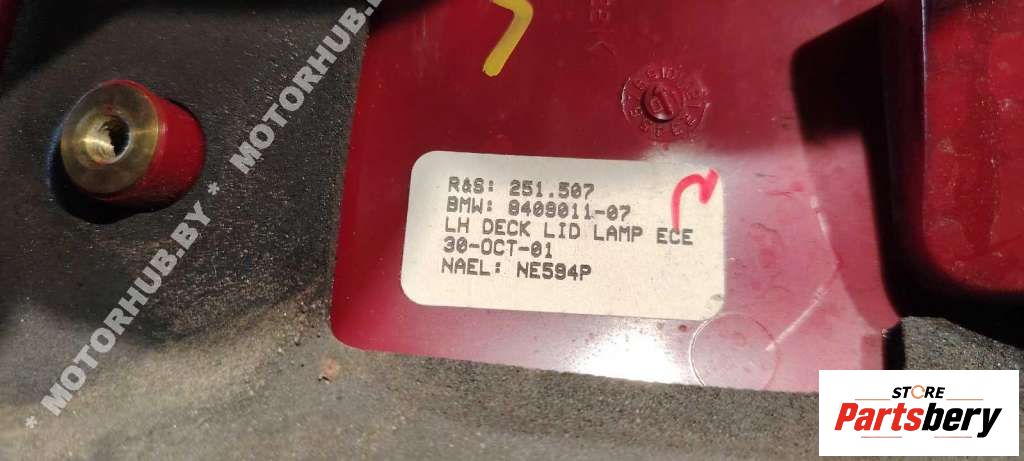 R&S: 251.507
BMW: 8409011-07
LH DECK LID LAMP ECE
30-OCT-01
NAEL: NE594P
* MOTORHUB.BY * MOTORHUB.BY
STORE
Partsbery